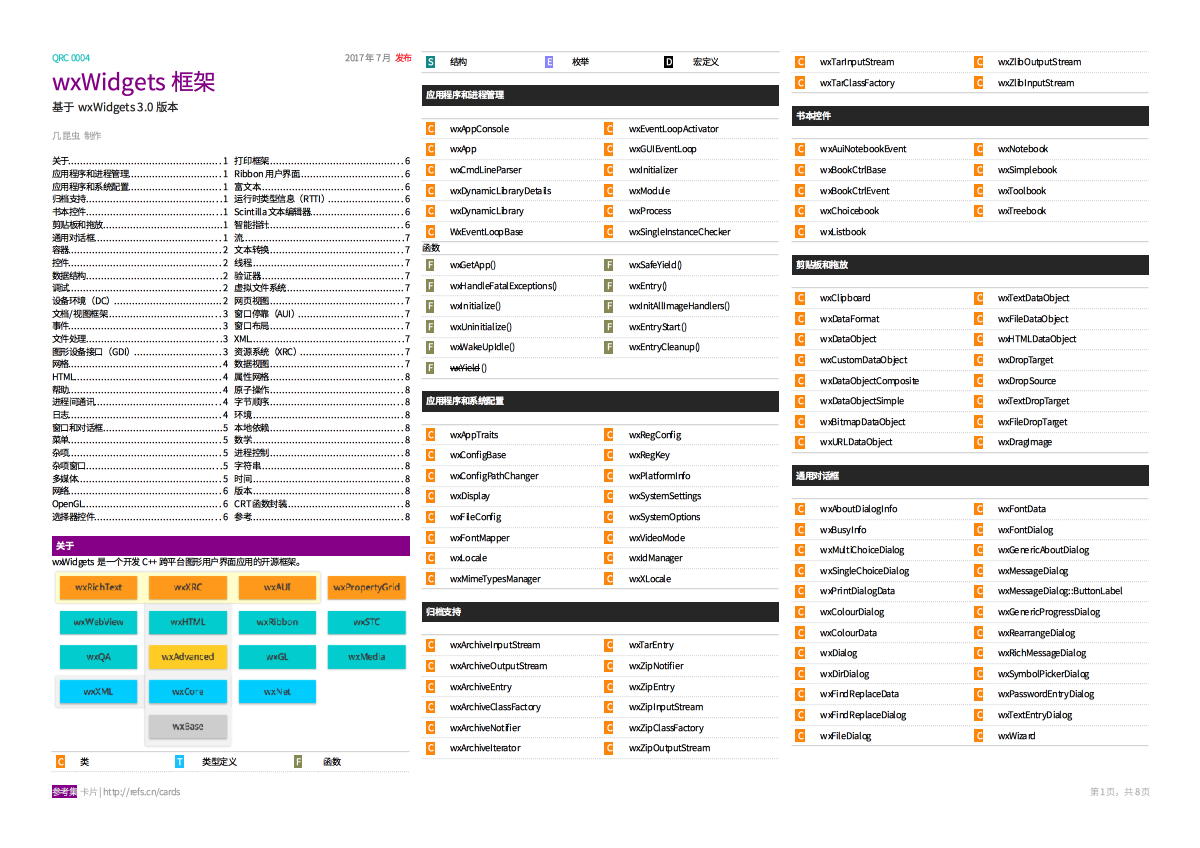 QRC 0004 2017年7月 发布
wxWidgets 框架
基于 wxWidgets 3.0 版本
几昆虫 制作
关于 1
应用程序和进程管理 1
应用程序和系统配置 1
归档支持 1
书本控件 1
剪贴板和拖放 1
通用对话框 1
容器 2
控件 2
数据结构 2
调试 2
设备环境（DC） 2
文档/视图框架 3
事件 3
文件处理 3
图形设备接口（GDI） 3
网格 4
HTML 4
帮助 4
进程间通讯 4
日志 4
窗口和对话框 5
菜单 5
杂项 5
杂项窗口 5
多媒体 5
网络 6
OpenGL 6
选择器控件 6
打印框架 6
Ribbon 用户界面 6
富文本 6
运行时类型信息（RTTI） 6
Scintilla 文本编辑器 6
智能指针 6
流 7
文本转换 7
线程 7
验证器 7
虚拟文件系统 7
网页视图 7
窗口停靠（AUI） 7
窗口布局 7
XML 7
资源系统（XRC） 7
数据视图 7
属性网格 8
原子操作 8
字节顺序 8
环境 8
本地依赖 8
数学 8
进程控制 8
字符串 8
时间 8
版本 8
CRT函数封装 8
参考 8
关于
wxWidgets 是一个开发 C++ 跨平台图形用户界面应用的开源框架。
wxRichText wxXRC wxAUI wxPropertyGrid
wxWebView wxHTML wxRibbon wxSTC
wxQA wxAdvanced wxGL wxMedia
wxXML wxCore wxNet
wxBase
C 类 T 类型定义 F 函数
S 结构 E 枚举 D 宏定义
应用程序和进程管理
C wxAppConsole C wxEventLoopActivator
C wxApp C wxGUIEventLoop
C wxCmdLineParser C wxInitializer
C wxDynamicLibraryDetails C wxModule
C wxDynamicLibrary C wxProcess
C WxEventLoopBase C wxSingleInstanceChecker
函数
F wxGetApp() F wxSafeYield()
F wxHandleFatalExceptions() F wxEntry()
F wxInitialize() F wxInitAllImageHandlers()
F wxUninitialize() F wxEntryStart()
F wxWakeUpIdle() F wxEntryCleanup()
F wxYield ()
应用程序和系统配置
C wxAppTraits C wxRegConfig
C wxConfigBase C wxRegKey
C wxConfigPathChanger C wxPlatformInfo
C wxDisplay C wxSystemSettings
C wxFileConfig C wxSystemOptions
C wxFontMapper C wxVideoMode
C wxLocale C wxIdManager
C wxMimeTypesManager C wxXLocale
归档支持
C wxArchiveInputStream C wxTarEntry
C wxArchiveOutputStream C wxZipNotifier
C wxArchiveEntry C wxZipEntry
C wxArchiveClassFactory C wxZipInputStream
C wxArchiveNotifier C wxZipClassFactory
C wxArchiveIterator C wxZipOutputStream
C wxTarInputStream C wxZlibOutputStream
C wxTarClassFactory C wxZlibInputStream
书本控件
C wxAuiNotebookEvent C wxNotebook
C wxBookCtrlBase C wxSimplebook
C wxBookCtrlEvent C wxToolbook
C wxChoicebook C wxTreebook
C wxListbook
剪贴板和拖放
C wxClipboard C wxTextDataObject
C wxDataFormat C wxFileDataObject
C wxDataObject C wxHTMLDataObject
C wxCustomDataObject C wxDropTarget
C wxDataObjectComposite C wxDropSource
C wxDataObjectSimple C wxTextDropTarget
C wxBitmapDataObject C wxFileDropTarget
C wxURLDataObject C wxDragImage
通用对话框
C wxAboutDialogInfo C wxFontData
C wxBusyInfo C wxFontDialog
C wxMultiChoiceDialog C wxGenericAboutDialog
C wxSingleChoiceDialog C wxMessageDialog
C wxPrintDialogData C wxMessageDialog::ButtonLabel
C wxColourDialog C wxGenericProgressDialog
C wxColourData C wxRearrangeDialog
C wxDialog C wxRichMessageDialog
C wxDirDialog C wxSymbolPickerDialog
C wxFindReplaceData C wxPasswordEntryDialog
C wxFindReplaceDialog C wxTextEntryDialog
C wxFileDialog C wxWizard
参考集 卡片 | http://refs.cn/cards 第1页，共8页